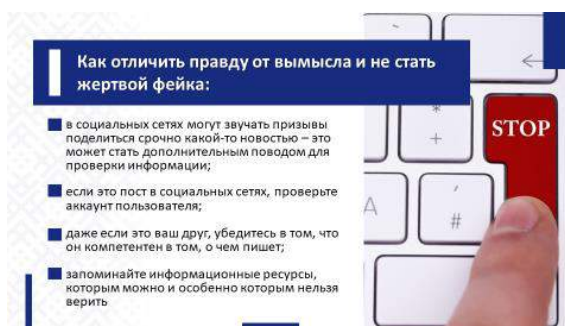 Как отличить правду от вымысла и не стать
жертвой фейка:
в социальных сетях могут звучать призывы
поделиться срочно какой-то новостью – это
может стать дополнительным поводом для
проверки информации;
если это пост в социальных сетях, проверьте
аккаунт пользователя;
даже если это ваш друг, убедитесь в том, что
он компетентен в том, о чем пишет;
запоминайте информационные ресурсы,
которым можно и особенно которым нельзя
верить
STOP
*
+
A
#